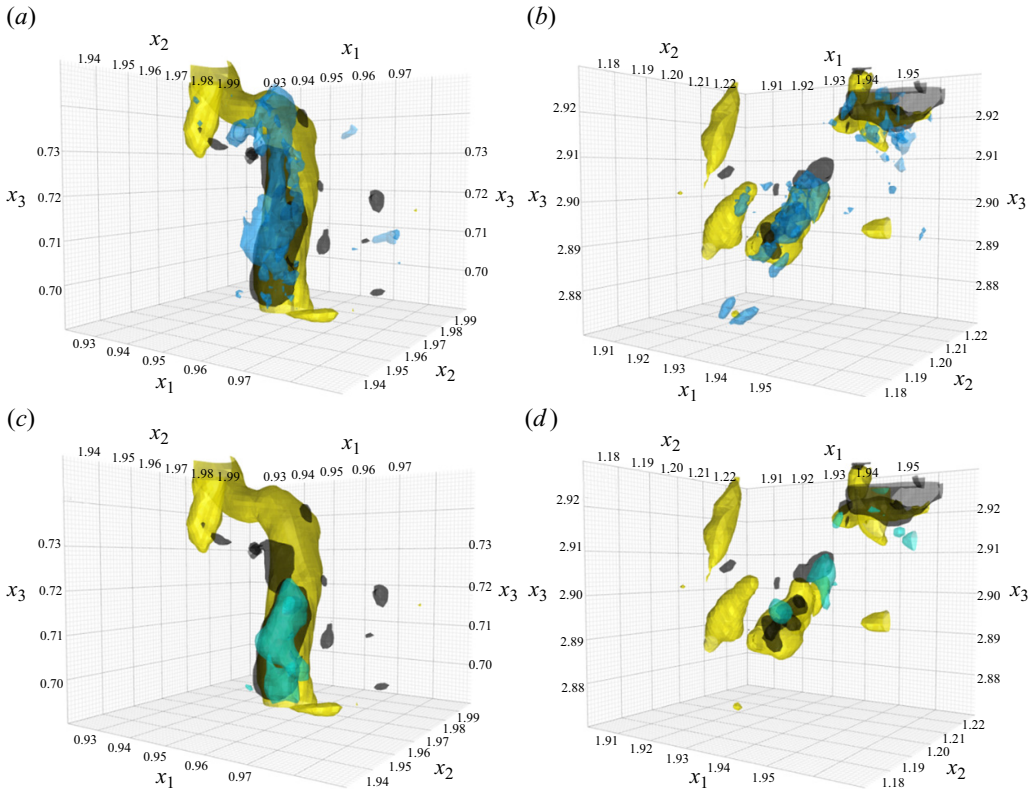 (a) (b)
x2 x1 x2 x1
1.94 1.95 1.96 1.97 1.98 1.99 0.93 0.94 0.95 0.96 0.97
1.18 1.19 1.20 1.21 1.22 1.91 1.92 1.93 1.94 1.95
0.73 0.73 2.92 2.92
0.72 0.72 2.91 2.91
x3 x3 x3 x3
0.71 0.71 2.90 2.90
0.70 0.70 2.89 2.89
2.88 2.88
0.93 0.94 0.95 0.96 0.97 1.94 1.95 1.96 1.97 1.98 1.99
1.91 1.92 1.93 1.94 1.95 1.18 1.19 1.20 1.21 1.22
x1 x2 x1 x2
(c) (d)
x2 x1 x2 x1
1.94 1.95 1.96 1.97 1.98 1.99 0.93 0.94 0.95 0.96 0.97
1.18 1.19 1.20 1.21 1.22 1.91 1.92 1.93 1.94 1.95
0.73 0.73 2.92 2.92
0.72 0.72 2.91 2.91
x3 x3 x3 x3
0.71 0.71 2.90 2.90
0.70 0.70 2.89 2.89
2.88 2.88
0.93 0.94 0.95 0.96 0.97 1.94 1.95 1.96 1.97 1.98 1.99
1.91 1.92 1.93 1.94 1.95 1.18 1.19 1.20 1.21 1.22
x1 x2 x1 x2